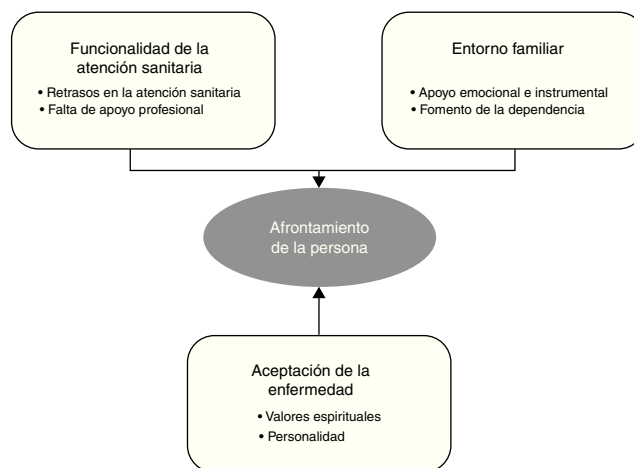 Funcionalidad de la
atención sanitaria
• Retrasos en la atención sanitaria
• Falta de apoyo profesional
Entorno familiar
• Apoyo emocional e instrumental
• Fomento de la dependencia
Afrontamiento
de la persona
Aceptación de la
enfermedad
• Valores espirituales
• Personalidad